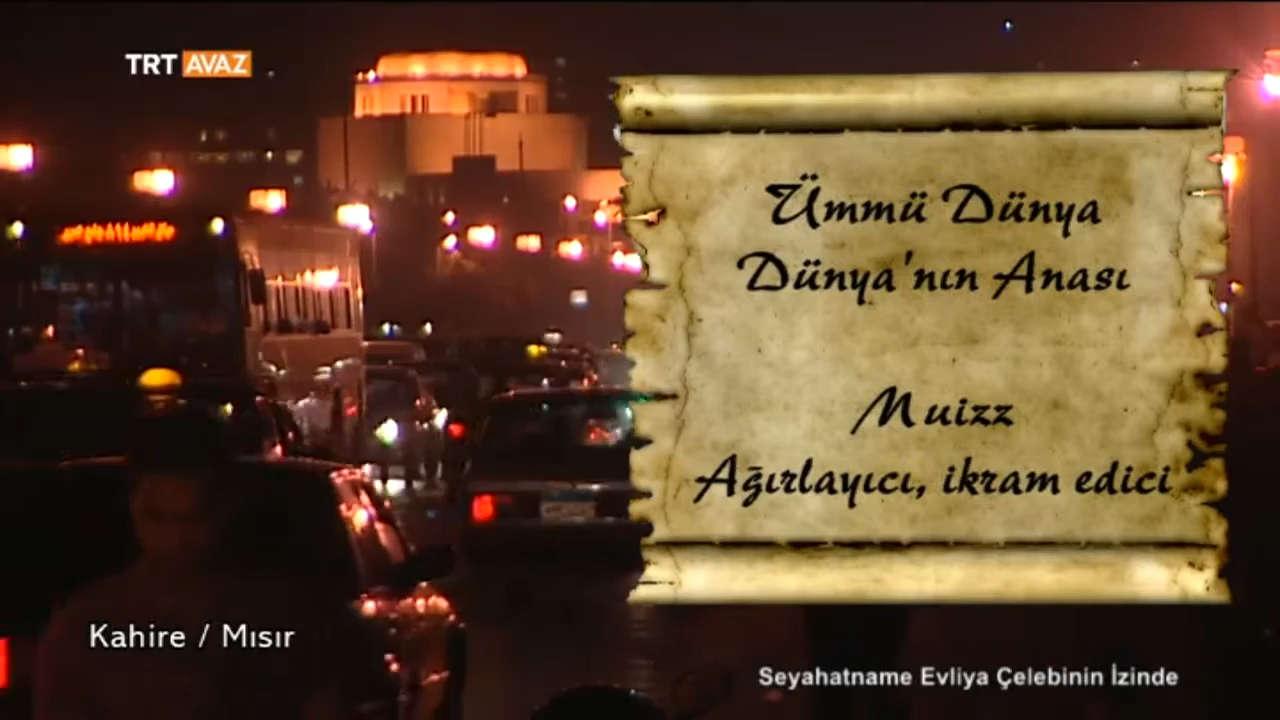 TRT AVAZ
Ümmü Dünya
Dünya'nın Anası
Muizz
Ağırlayıcı, ikram edici
Kahire / Mısır
Seyahatname Evliya Çelebinin İzinde